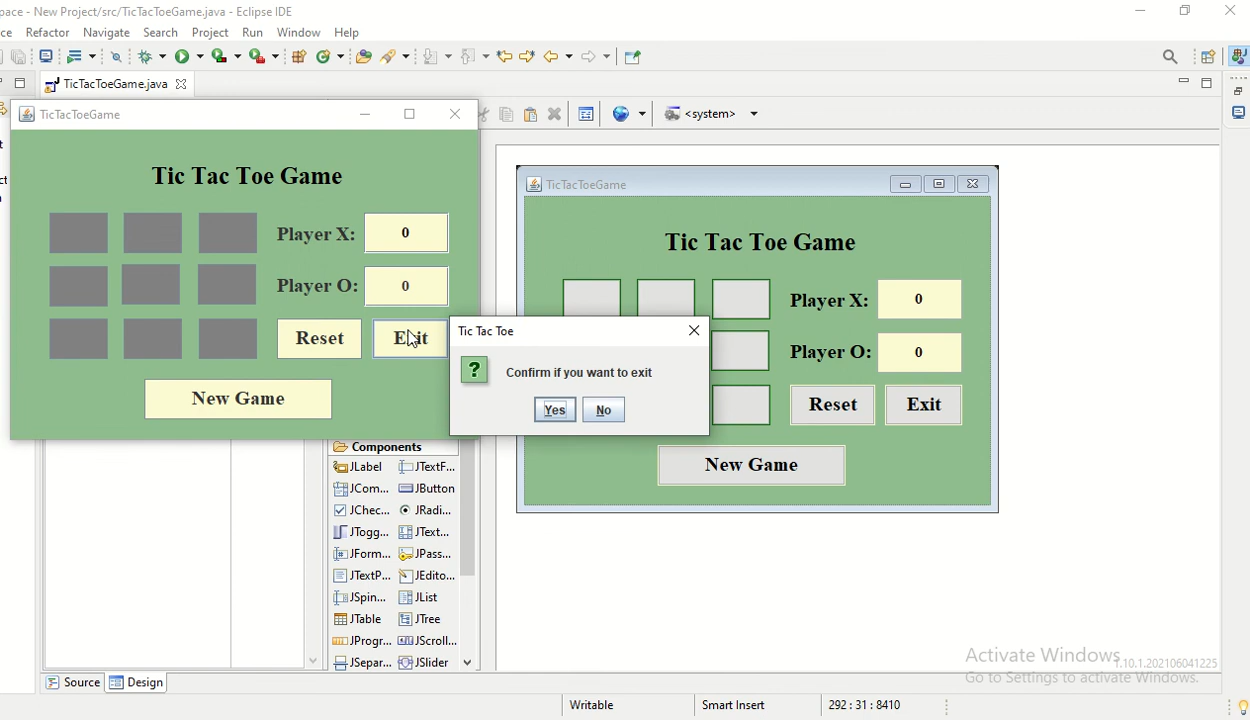 pace - New Project/src/TicTacToeGame.java - Eclipse IDE
ce Refactor Navigate Search Project Run Window Help
TicTacToeGame.java
TicTacToeGame
<system>
Tic Tac Toe Game
Player X: 0
Player O: 0
Reset Exit
New Game
TicTacToeGame
Tic Tac Toe Game
Player X: 0
Player O: 0
Reset Exit
New Game
Tic Tac Toe
? Confirm if you want to exit
Yes No
Components
JLabel JTextF...
JCom... JButton
JChec... JRadi...
JTogg... JText...
JForm... JPass...
JTextP... JEdito...
JSpin... JList
JTable JTree
JProgr... JScroll...
JSepar... JSlider
Activate Windows
1.10.1.202106041225
Go to Settings to activate Windows.
Source Design
Writable Smart Insert 292 : 31 : 8410